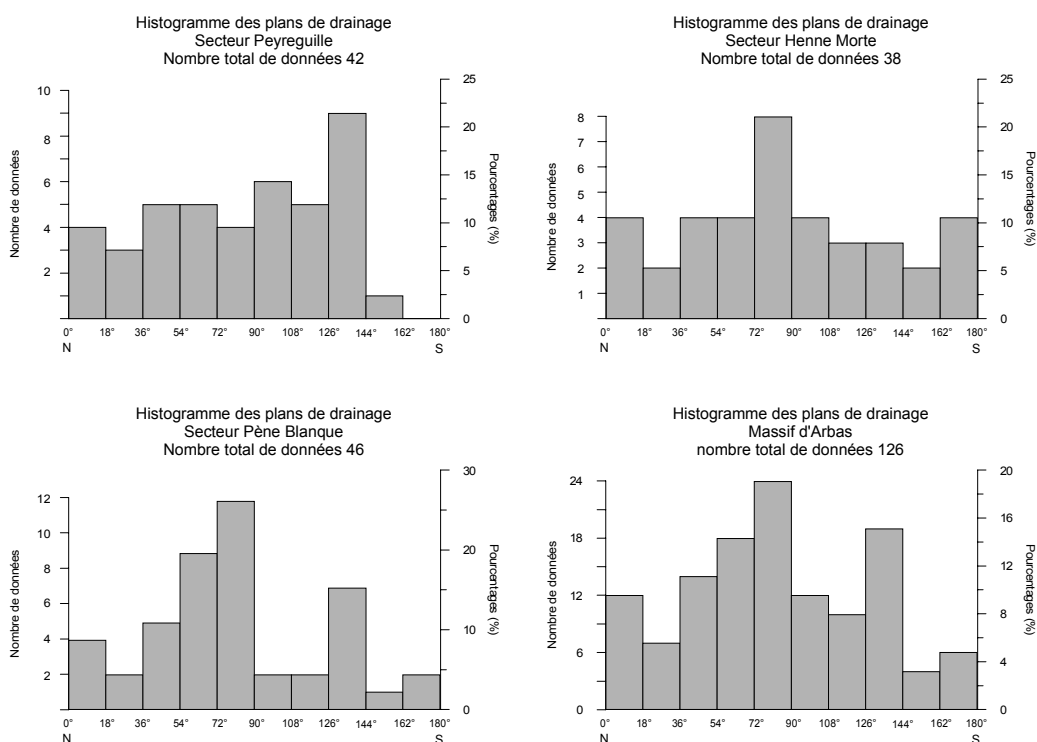 Histogramme des plans de drainage
Secteur Peyreguille
Nombre total de données 42
Nombre de données
10
8
6
4
2
Pourcentages (%)
25
20
15
10
5
0
0° 18° 36° 54° 72° 90° 108° 126° 144° 162° 180°
N S
Histogramme des plans de drainage
Secteur Henne Morte
Nombre total de données 38
Nombre de données
8
7
6
5
4
3
2
1
Pourcentages (%)
25
20
15
10
5
0
0° 18° 36° 54° 72° 90° 108° 126° 144° 162° 180°
N S
Histogramme des plans de drainage
Secteur Pène Blanque
Nombre total de données 46
Nombre de données
12
10
8
6
4
2
Pourcentages (%)
30
20
10
0
0° 18° 36° 54° 72° 90° 108° 126° 144° 162° 180°
N S
Histogramme des plans de drainage
Massif d'Arbas
nombre total de données 126
Nombre de données
24
18
12
6
0
Pourcentages (%)
20
16
12
8
4
0
0° 18° 36° 54° 72° 90° 108° 126° 144° 162° 180°
N S